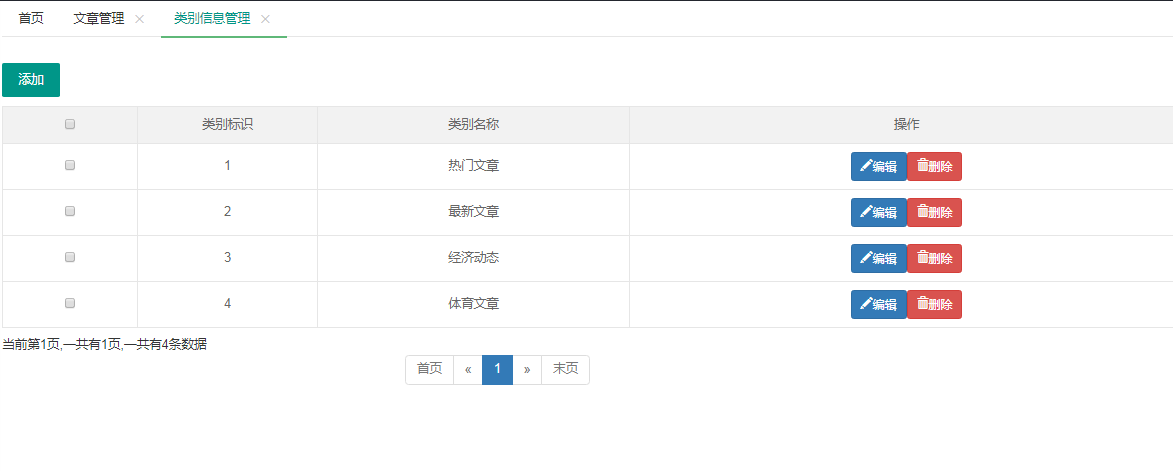 首页 文章管理 × 类别信息管理 ×
添加
类别标识 类别名称 操作
1 热门文章 编辑 删除
2 最新文章 编辑 删除
3 经济动态 编辑 删除
4 体育文章 编辑 删除
当前第1页,一共有1页,一共有4条数据
首页 « 1 » 末页